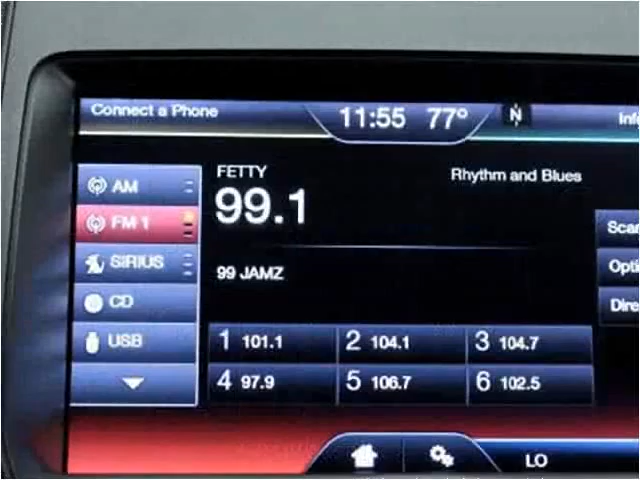 Connect a Phone
11:55 77° N
FETTY
Rhythm and Blues
99.1
99 JAMZ
AM
FM 1
SIRIUS
CD
USB
1 101.1
2 104.1
3 104.7
4 97.9
5 106.7
6 102.5
LO